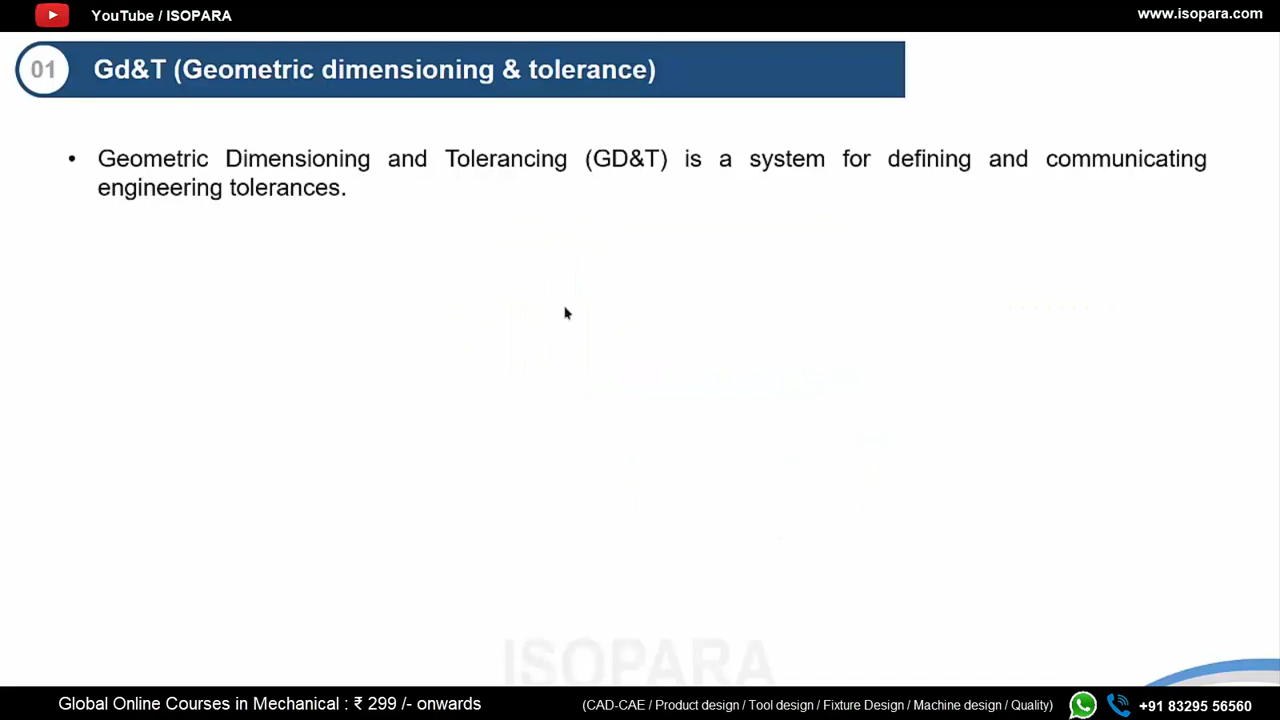 YouTube / ISOPARA
www.isopara.com
01
Gd&T (Geometric dimensioning & tolerance)
• Geometric Dimensioning and Tolerancing (GD&T) is a system for defining and communicating
engineering tolerances.
ISOPARA
Global Online Courses in Mechanical : ₹ 299 /- onwards
(CAD-CAE / Product design / Tool design / Fixture Design / Machine design / Quality)
+91 83295 56560